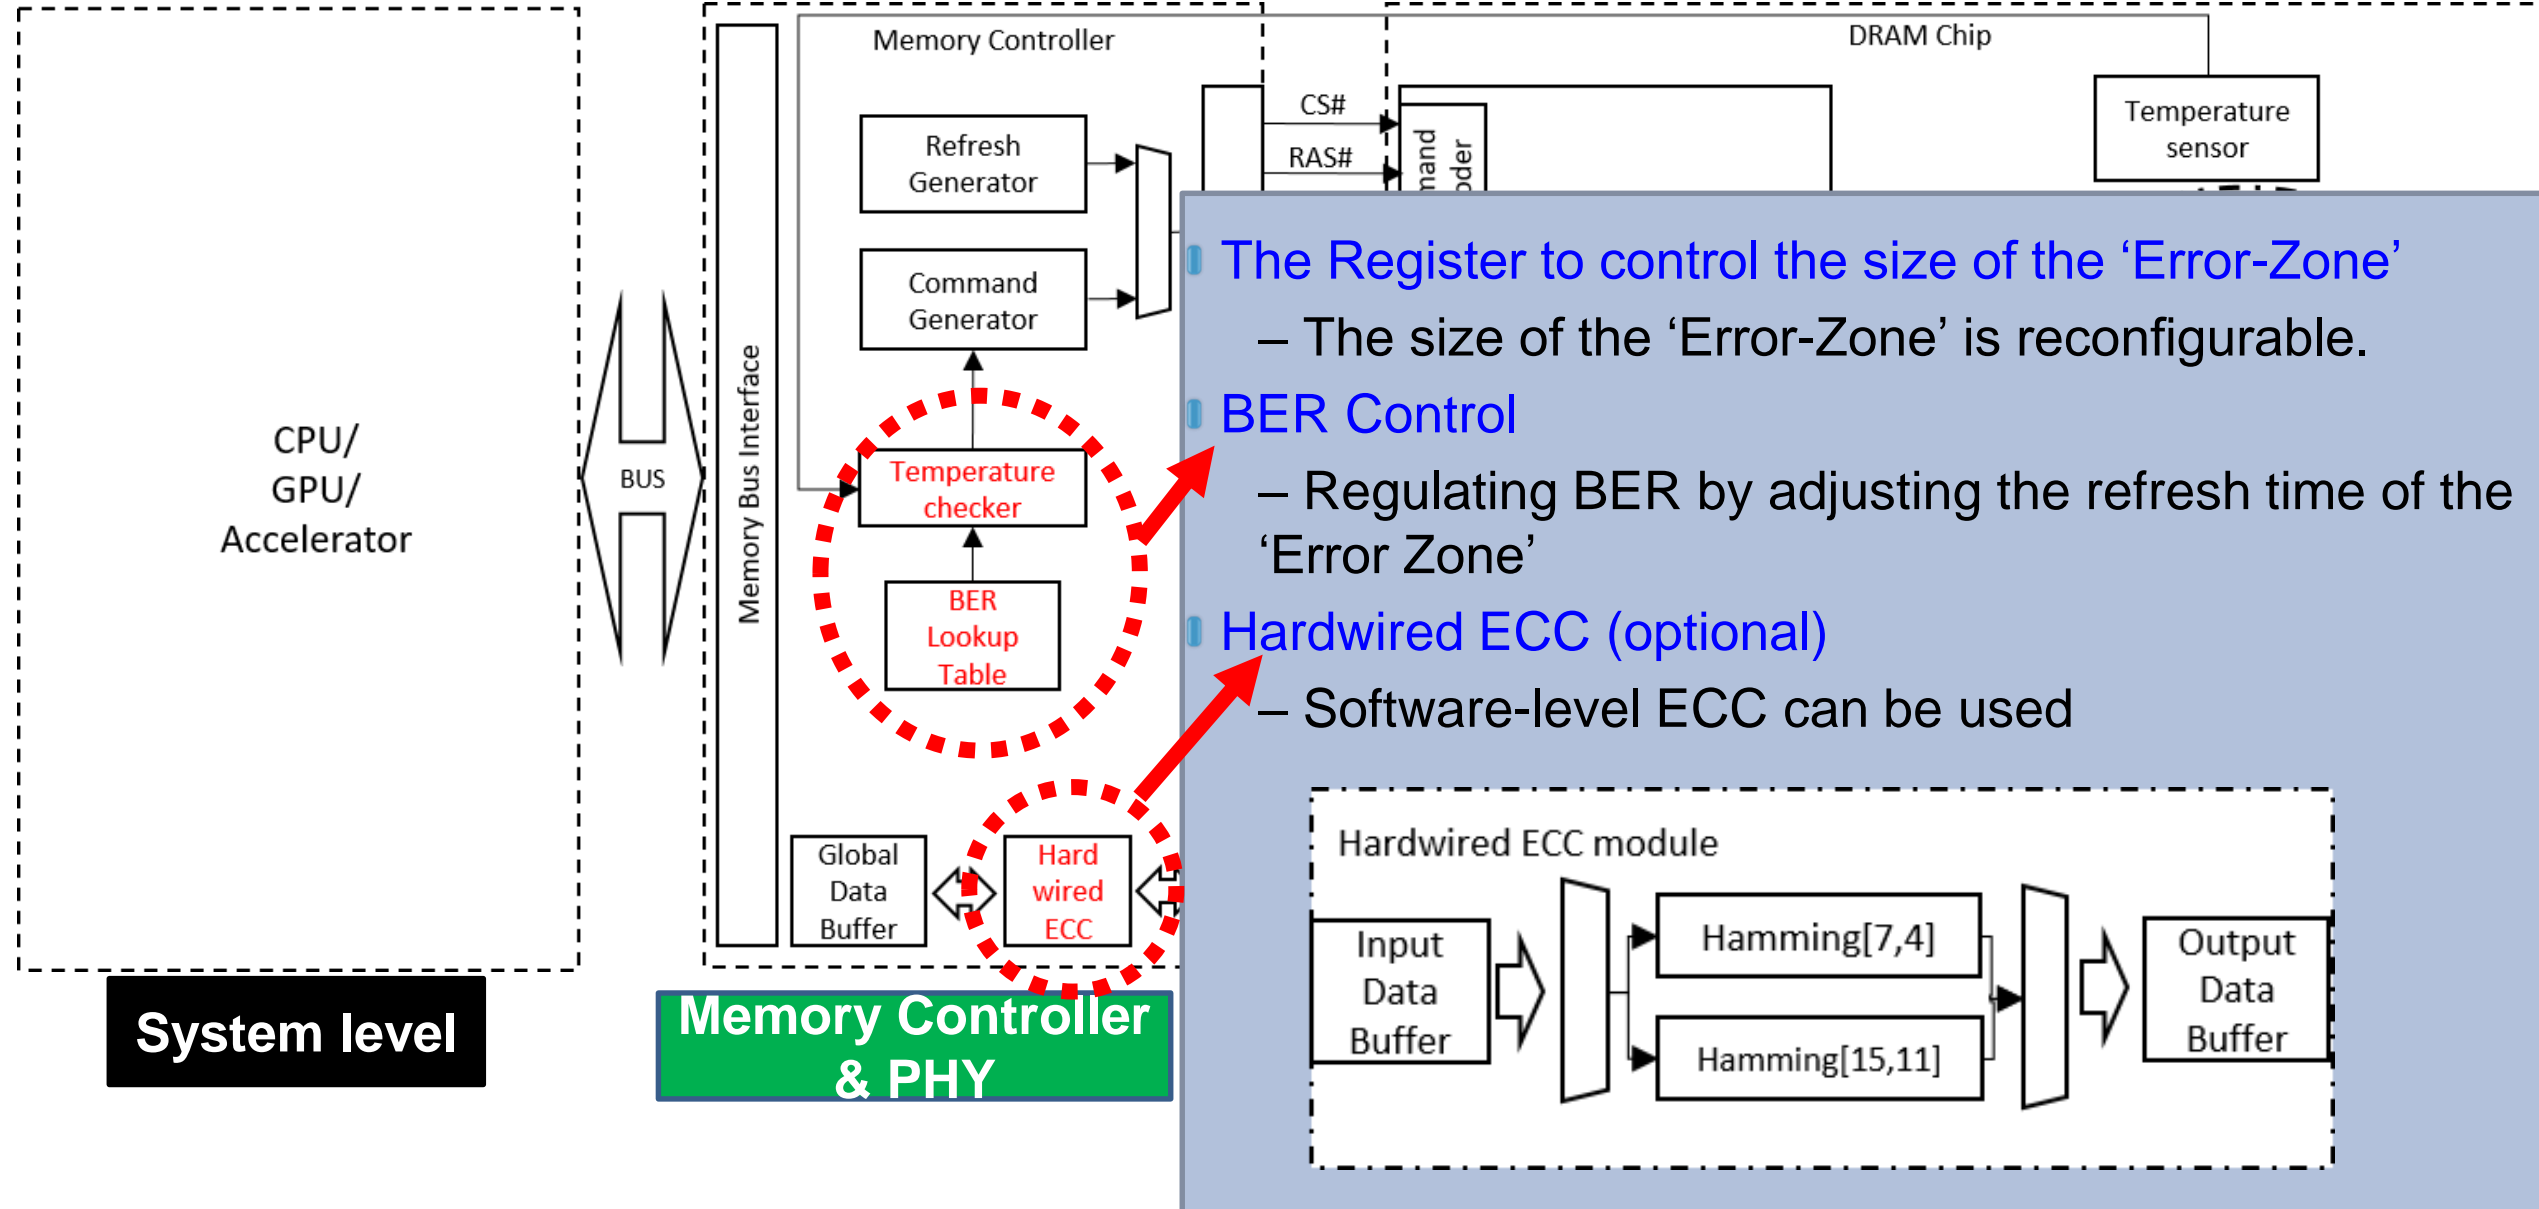 Memory Controller
DRAM Chip
CS#
RAS#
Refresh
Generator
Command
Generator
Temperature
sensor
Memory Bus Interface
CPU/
GPU/
Accelerator
BUS
Temperature
checker
BER
Lookup
Table
Global
Data
Buffer
Hard
wired
ECC
System level
Memory Controller
& PHY
The Register to control the size of the ‘Error-Zone’
– The size of the ‘Error-Zone’ is reconfigurable.
BER Control
– Regulating BER by adjusting the refresh time of the
‘Error Zone’
Hardwired ECC (optional)
– Software-level ECC can be used
Hardwired ECC module
Input
Data
Buffer
Hamming[7,4]
Hamming[15,11]
Output
Data
Buffer